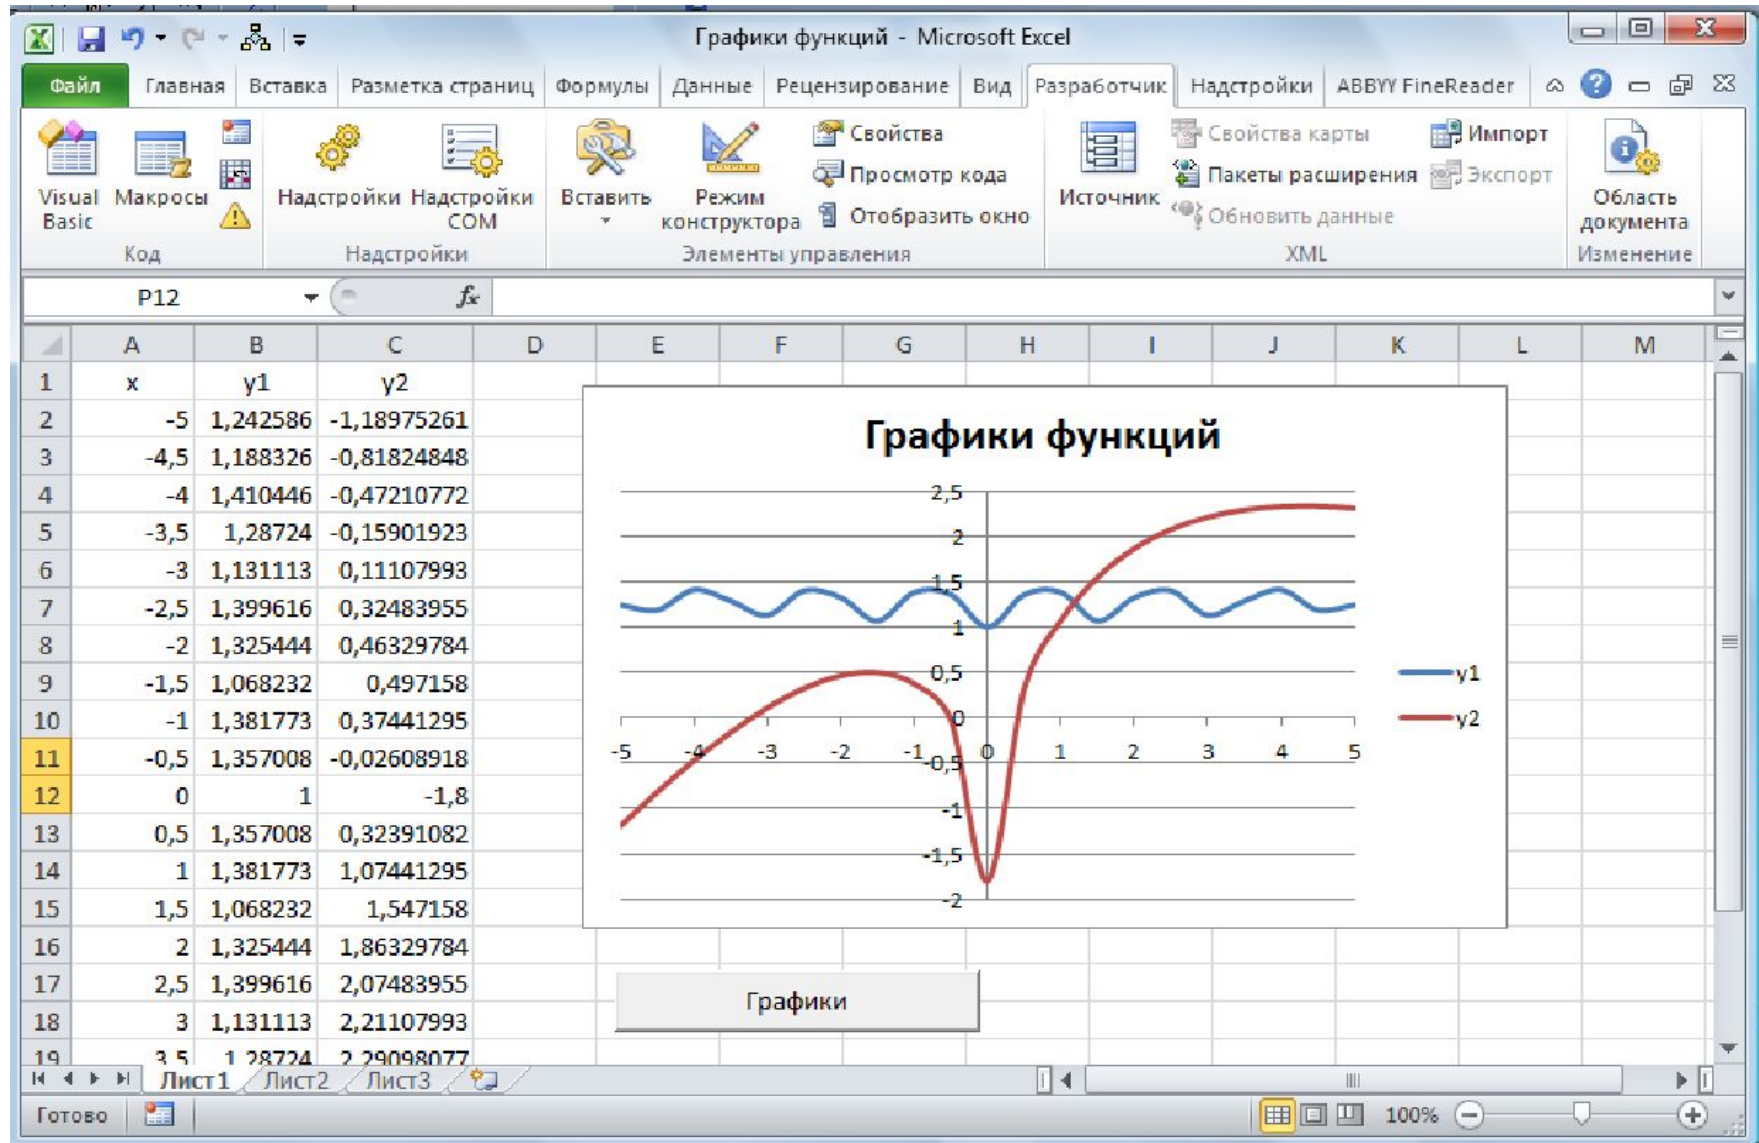 Графики функций - Microsoft Excel
Файл Главная Вставка Разметка страниц Формулы Данные Рецензирование Вид Разработчик Надстройки ABBYY FineReader
Visual Basic
Макросы
Код
Надстройки
Надстройки COM
Надстройки
Вставить
Режим конструктора
Свойства
Просмотр кода
Отобразить окно
Элементы управления
Источник
Свойства карты
Пакеты расширения
Обновить данные
Импорт
Экспорт
XML
Область документа
Изменение
P12 fx
A B C D E F G H I J K L M
1 x y1 y2
2 -5 1,242586 -1,18975261
3 -4,5 1,188326 -0,81824848
4 -4 1,410446 -0,47210772
5 -3,5 1,28724 -0,15901923
6 -3 1,131113 0,11107993
7 -2,5 1,399616 0,32483955
8 -2 1,325444 0,46329784
9 -1,5 1,068232 0,497158
10 -1 1,381773 0,37441295
11 -0,5 1,357008 -0,02608918
12 0 1 -1,8
13 0,5 1,357008 0,32391082
14 1 1,381773 1,07441295
15 1,5 1,068232 1,547158
16 2 1,325444 1,86329784
17 2,5 1,399616 2,07483955
18 3 1,131113 2,21107993
19 3,5 1,28724 2,29098077
Графики функций
2,5
2
1,5
1
0,5
0
-0,5
-1
-1,5
-2
-5 -4 -3 -2 -1 0 1 2 3 4 5
y1
y2
Графики
Лист1 Лист2 Лист3
Готово 100%